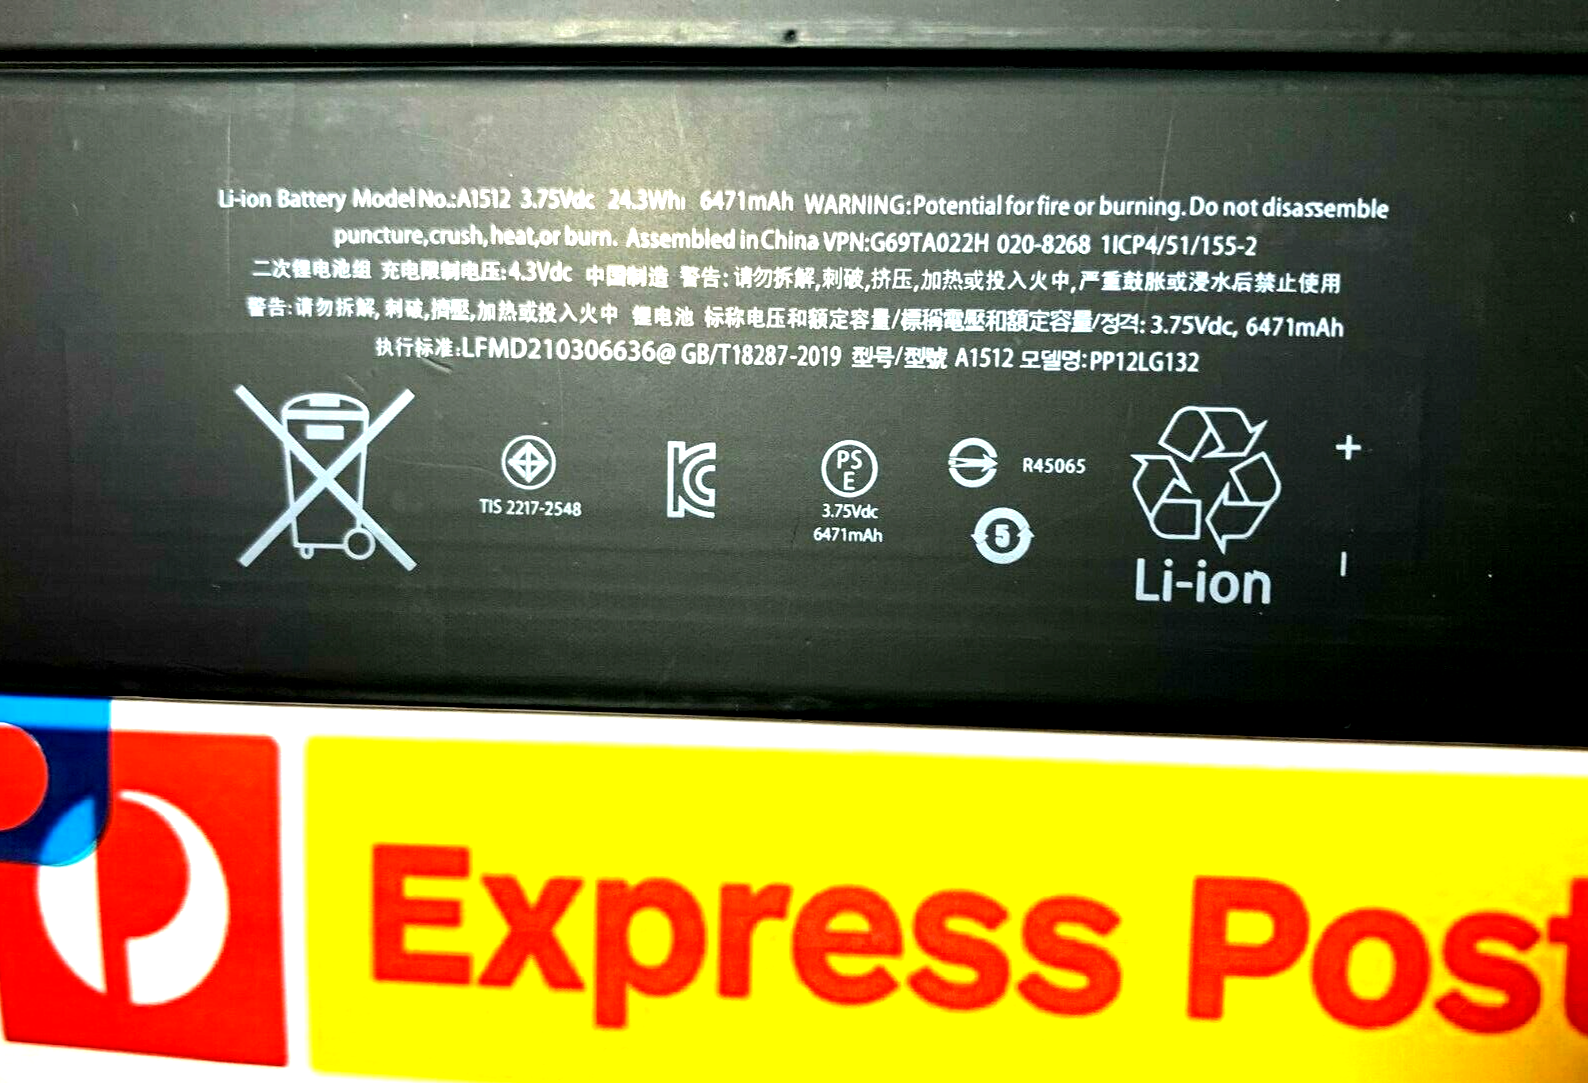 Li-ion Battery Model No.:A1512 3.75Vdc 24.3Whr 6471mAh WARNING:Potential for fire or burning. Do not disassemble
puncture,crush,heat,or burn. Assembled in China VPN:G69TA022H 020-8268 1ICP4/51/155-2
二次锂电池组 充电限制电压:4.3Vdc 中国制造 警告:请勿拆解,刺破,挤压,加热或投入火中,严重鼓胀或浸水后禁止使用
警告:请勿拆解,刺破,擠壓,加热或投入火中 锂电池 标称电压和额定容量/標稱電壓和額定容量/정격: 3.75Vdc, 6471mAh
执行标准:LFMD210306636@ GB/T18287-2019 型号/型號 A1512 모델명:PP12LG132
TIS 2217-2548
PS
E
3.75Vdc
6471mAh
R45065
5
Li-ion
+
-
Express Post